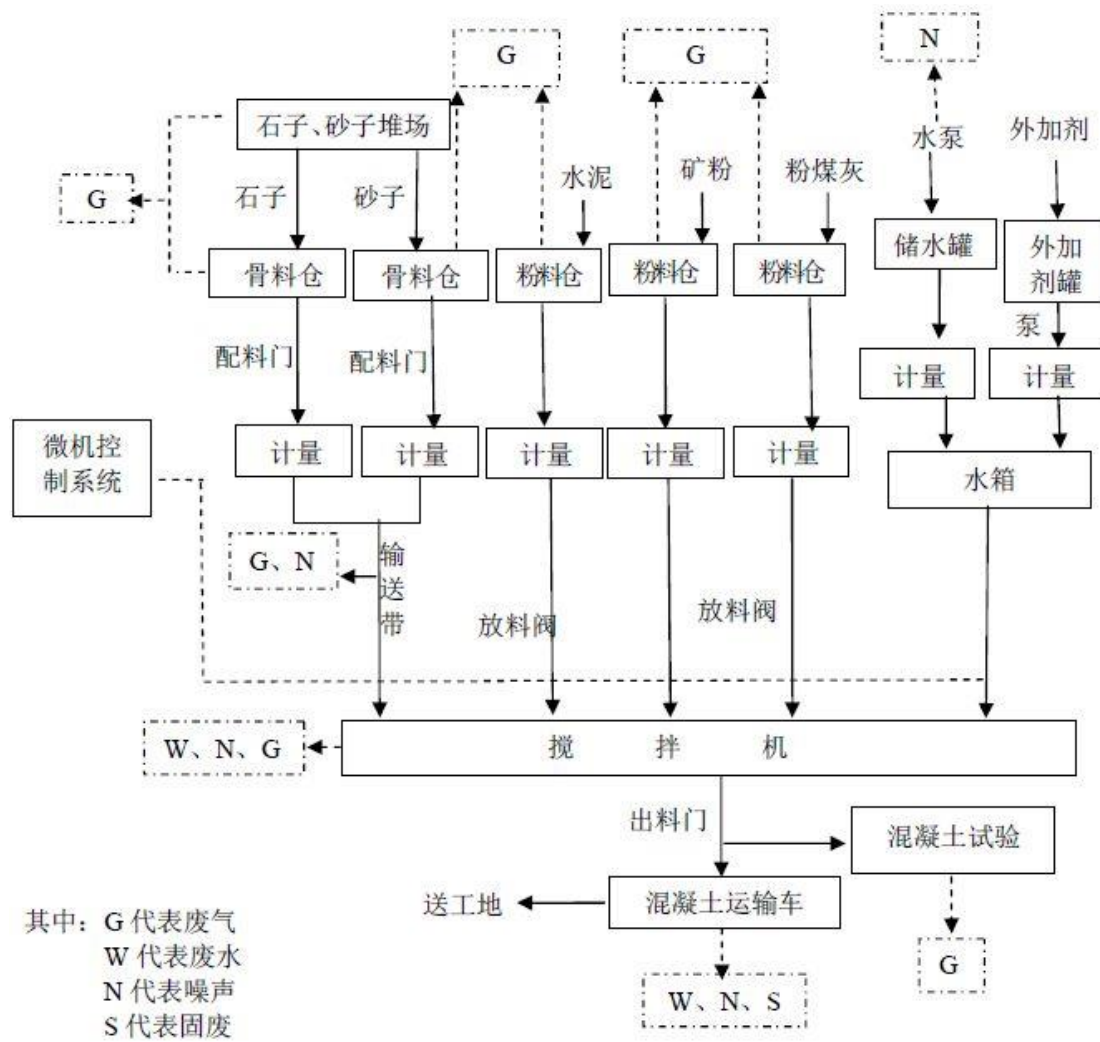 N
G
G
石子、砂子堆场
水泵
外加剂
G
石子
砂子
水泥
矿粉
粉煤灰
骨料仓
骨料仓
粉料仓
粉料仓
粉料仓
储水罐
外加
剂罐
泵
配料门
配料门
计量
计量
微机控
制系统
计量
计量
计量
计量
计量
水箱
G、N
输
送
带
放料阀
放料阀
W、N、G
搅拌机
出料门
混凝土试验
送工地
混凝土运输车
G
W、N、S
其中：G 代表废气
W 代表废水
N 代表噪声
S 代表固废